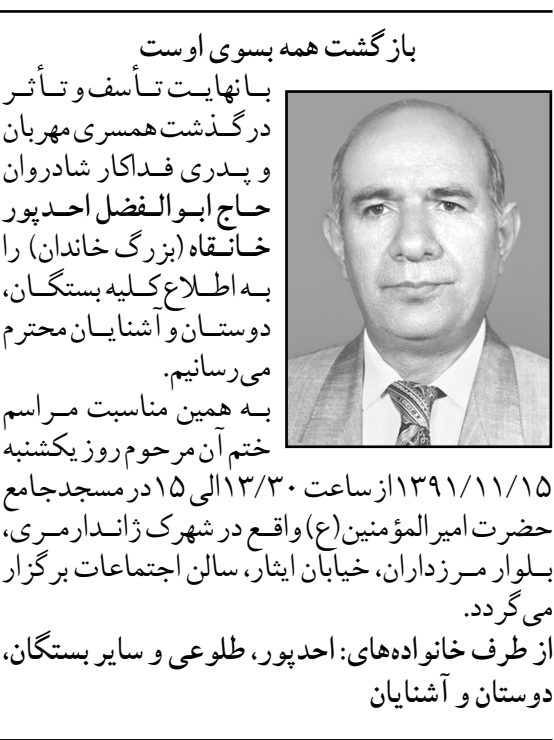 بازگشت همه بسوی اوست
با نهایت تأسف و تأثر
درگذشت همسری مهربان
و پدری فداکار شادروان
حاج ابوالفضل احدپور
خانقاه (بزرگ خاندان) را
به اطلاع کلیه بستگان،
دوستان و آشنایان محترم
می‌رسانیم.
به همین مناسبت مراسم
ختم آن مرحوم روز یکشنبه
۱۳۹۱/۱۱/۱۵ از ساعت ۱۳/۳۰ الی ۱۵ در مسجد جامع
حضرت امیرالمؤمنین(ع) واقع در شهرک ژاندارمری،
بلوار مرزداران، خیابان ایثار، سالن اجتماعات برگزار
می‌گردد.
از طرف خانواده‌های: احدپور، طلوعی و سایر بستگان،
دوستان و آشنایان